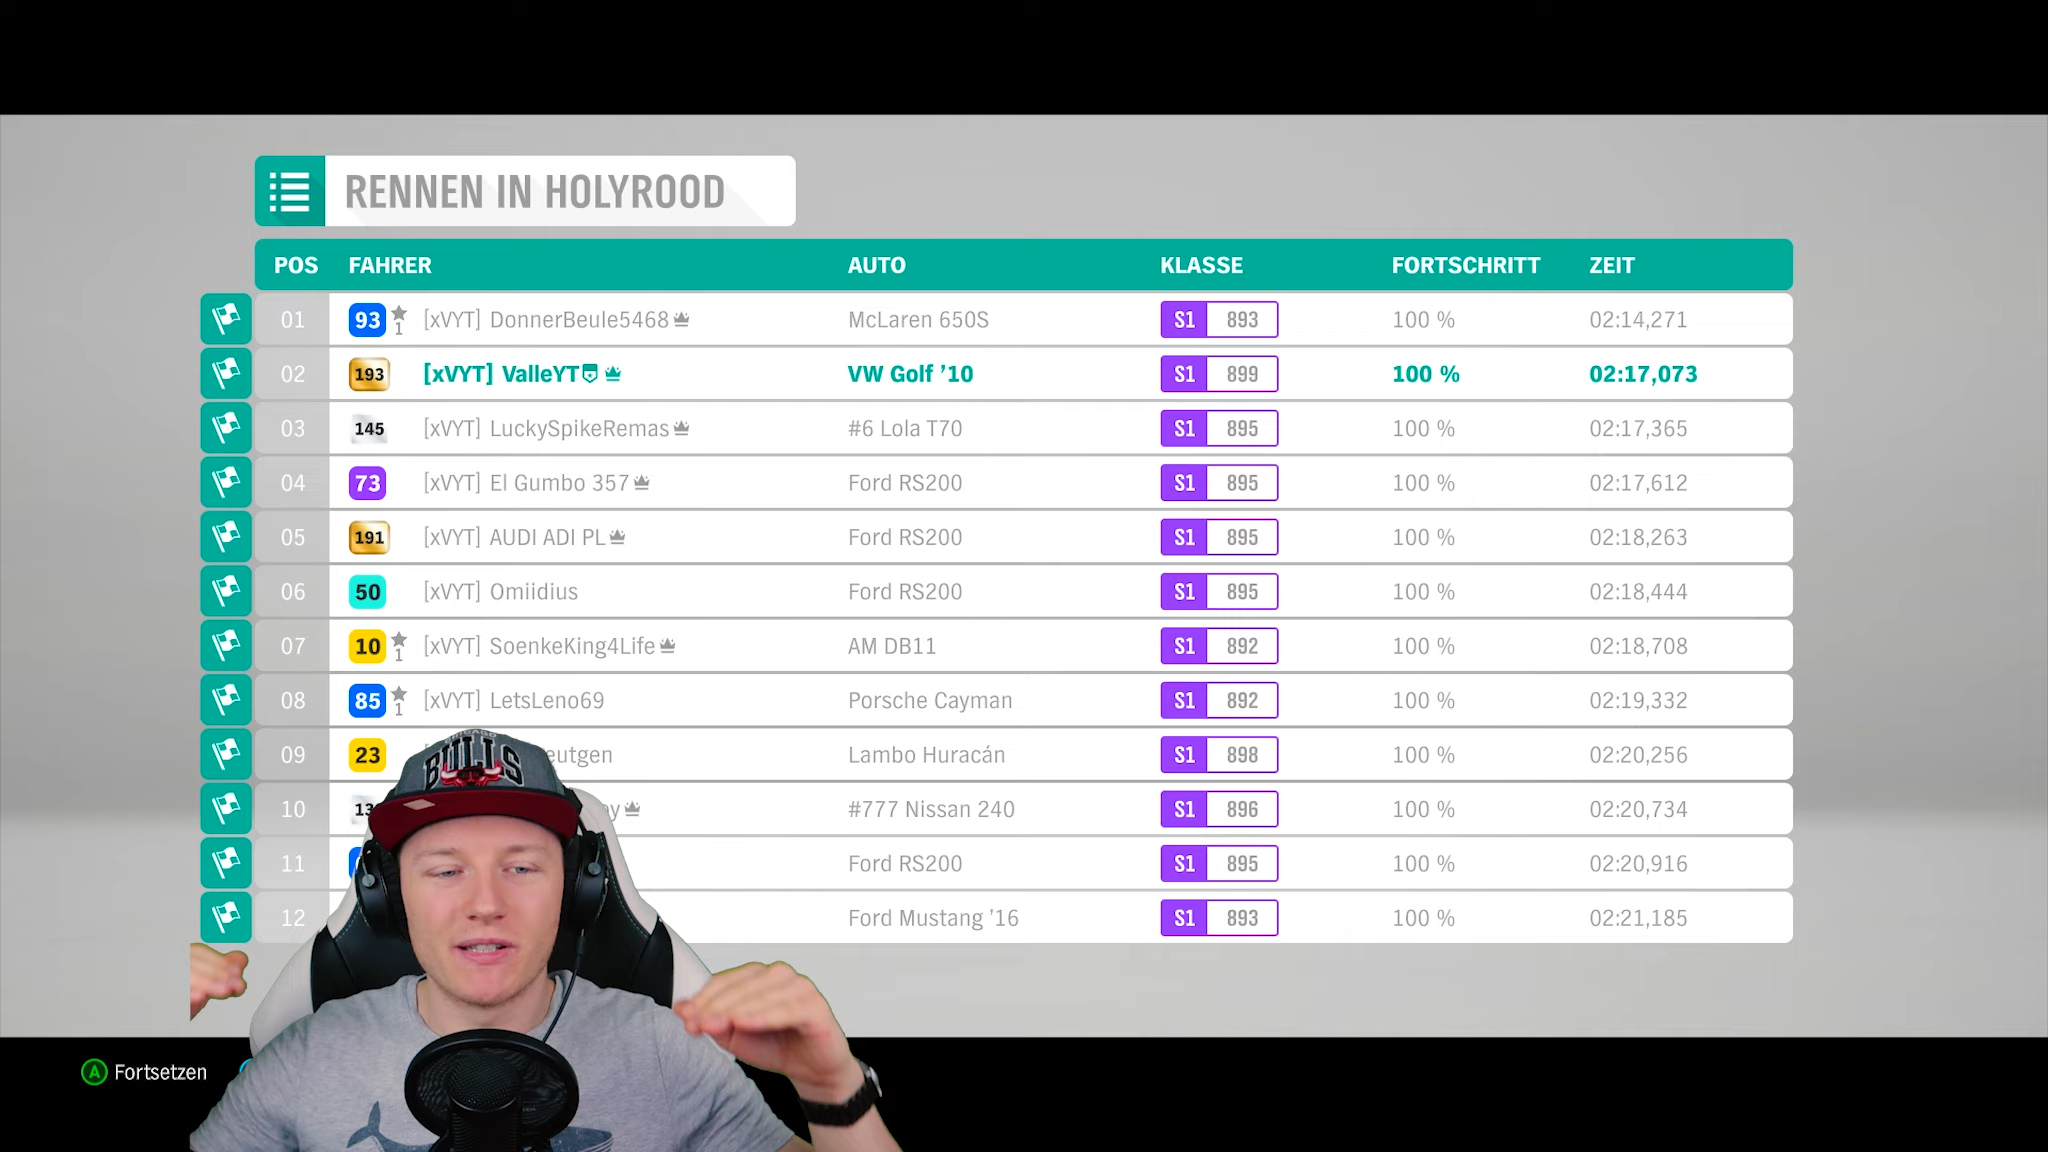 RENNEN IN HOLYROOD
POS FAHRER AUTO KLASSE FORTSCHRITT ZEIT
01 93 1 [xVYT] DonnerBeule5468 McLaren 650S S1 893 100 % 02:14,271
02 193 [xVYT] ValleYT VW Golf '10 S1 899 100 % 02:17,073
03 145 [xVYT] LuckySpikeRemas #6 Lola T70 S1 895 100 % 02:17,365
04 73 [xVYT] El Gumbo 357 Ford RS200 S1 895 100 % 02:17,612
05 191 [xVYT] AUDI ADI PL Ford RS200 S1 895 100 % 02:18,263
06 50 [xVYT] Omiidius Ford RS200 S1 895 100 % 02:18,444
07 10 1 [xVYT] SoenkeKing4Life AM DB11 S1 892 100 % 02:18,708
08 85 1 [xVYT] LetsLeno69 Porsche Cayman S1 892 100 % 02:19,332
09 23 Lambo Huracán S1 898 100 % 02:20,256
10 #777 Nissan 240 S1 896 100 % 02:20,734
11 Ford RS200 S1 895 100 % 02:20,916
12 Ford Mustang '16 S1 893 100 % 02:21,185
CHICAGO
BULLS
A Fortsetzen